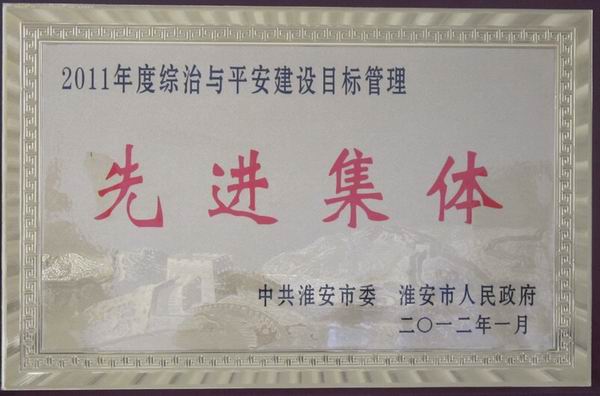 2011年度综治与平安建设目标管理
先进集体
中共淮安市委 淮安市人民政府
二〇一二年一月